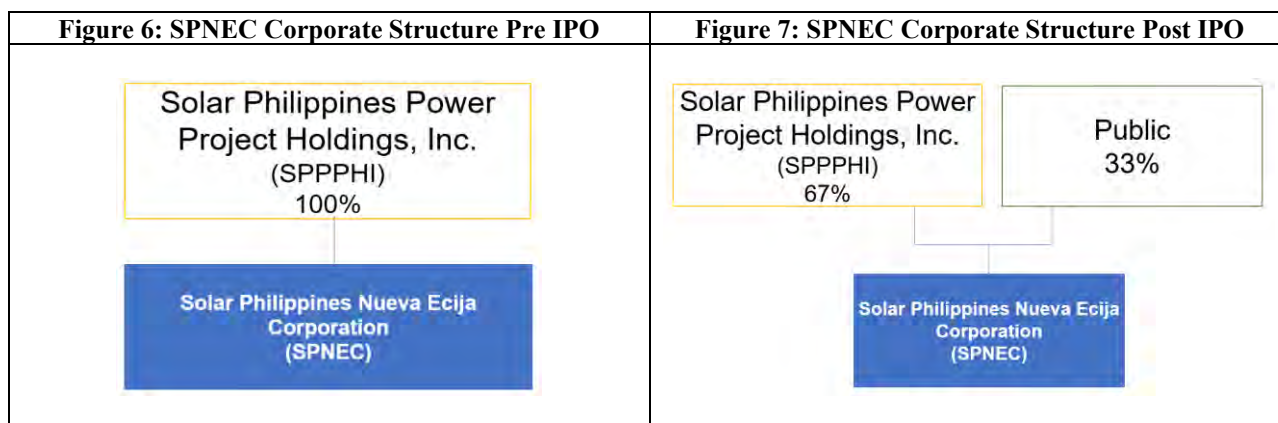 Figure 6: SPNEC Corporate Structure Pre IPO
Figure 7: SPNEC Corporate Structure Post IPO
Solar Philippines Power
Project Holdings, Inc.
(SPPPHI)
100%
Solar Philippines Nueva Ecija
Corporation
(SPNEC)
Solar Philippines Power
Project Holdings, Inc.
(SPPPHI)
67%
Public
33%
Solar Philippines Nueva Ecija
Corporation
(SPNEC)